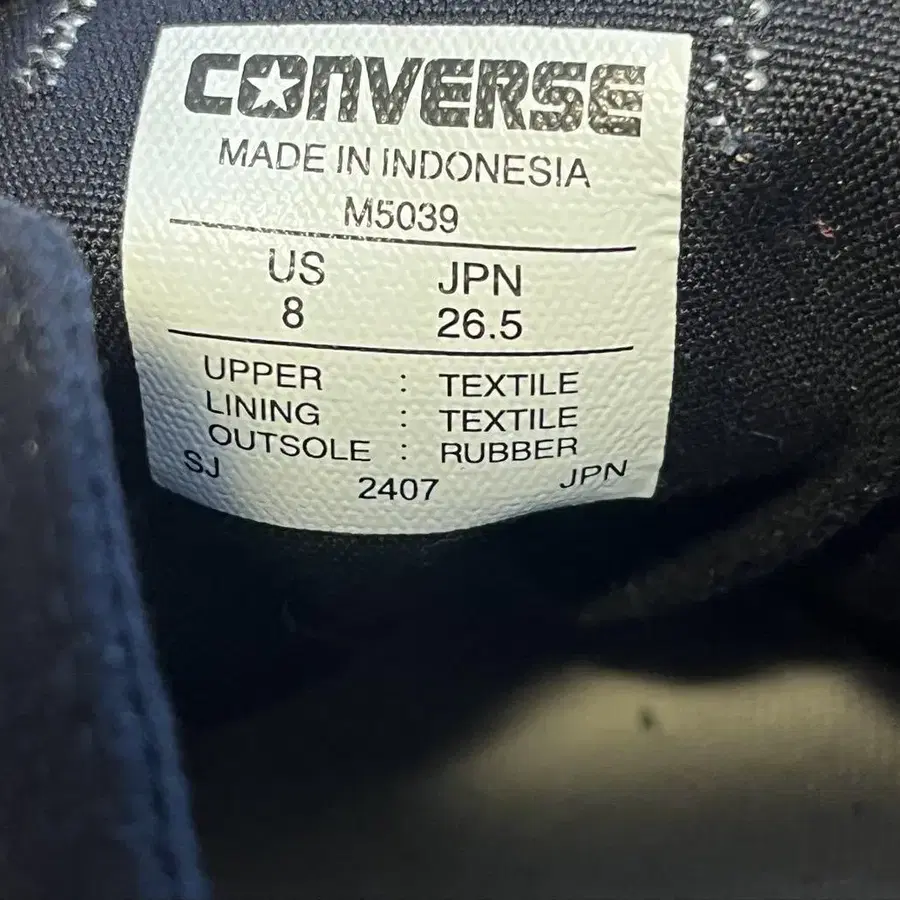 CONVERSE
MADE IN INDONESIA
M5039
US JPN
8 26.5
UPPER : TEXTILE
LINING : TEXTILE
OUTSOLE : RUBBER
SJ 2407 JPN